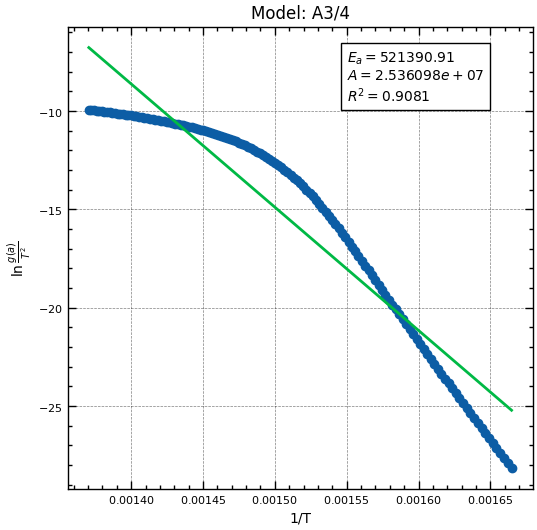 Model: A3/4
E_a = 521390.91
A = 2.536098e + 07
R² = 0.9081
−10
−15
−20
−25
ln g(a)/T²
0.00140 0.00145 0.00150 0.00155 0.00160 0.00165
1/T